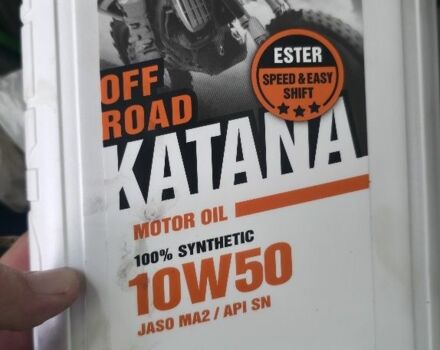 ESTER
SPEED & EASY
SHIFT
OFF
ROAD
KATANA
MOTOR OIL
100% SYNTHETIC
10W50
JASO MA2 / API SN